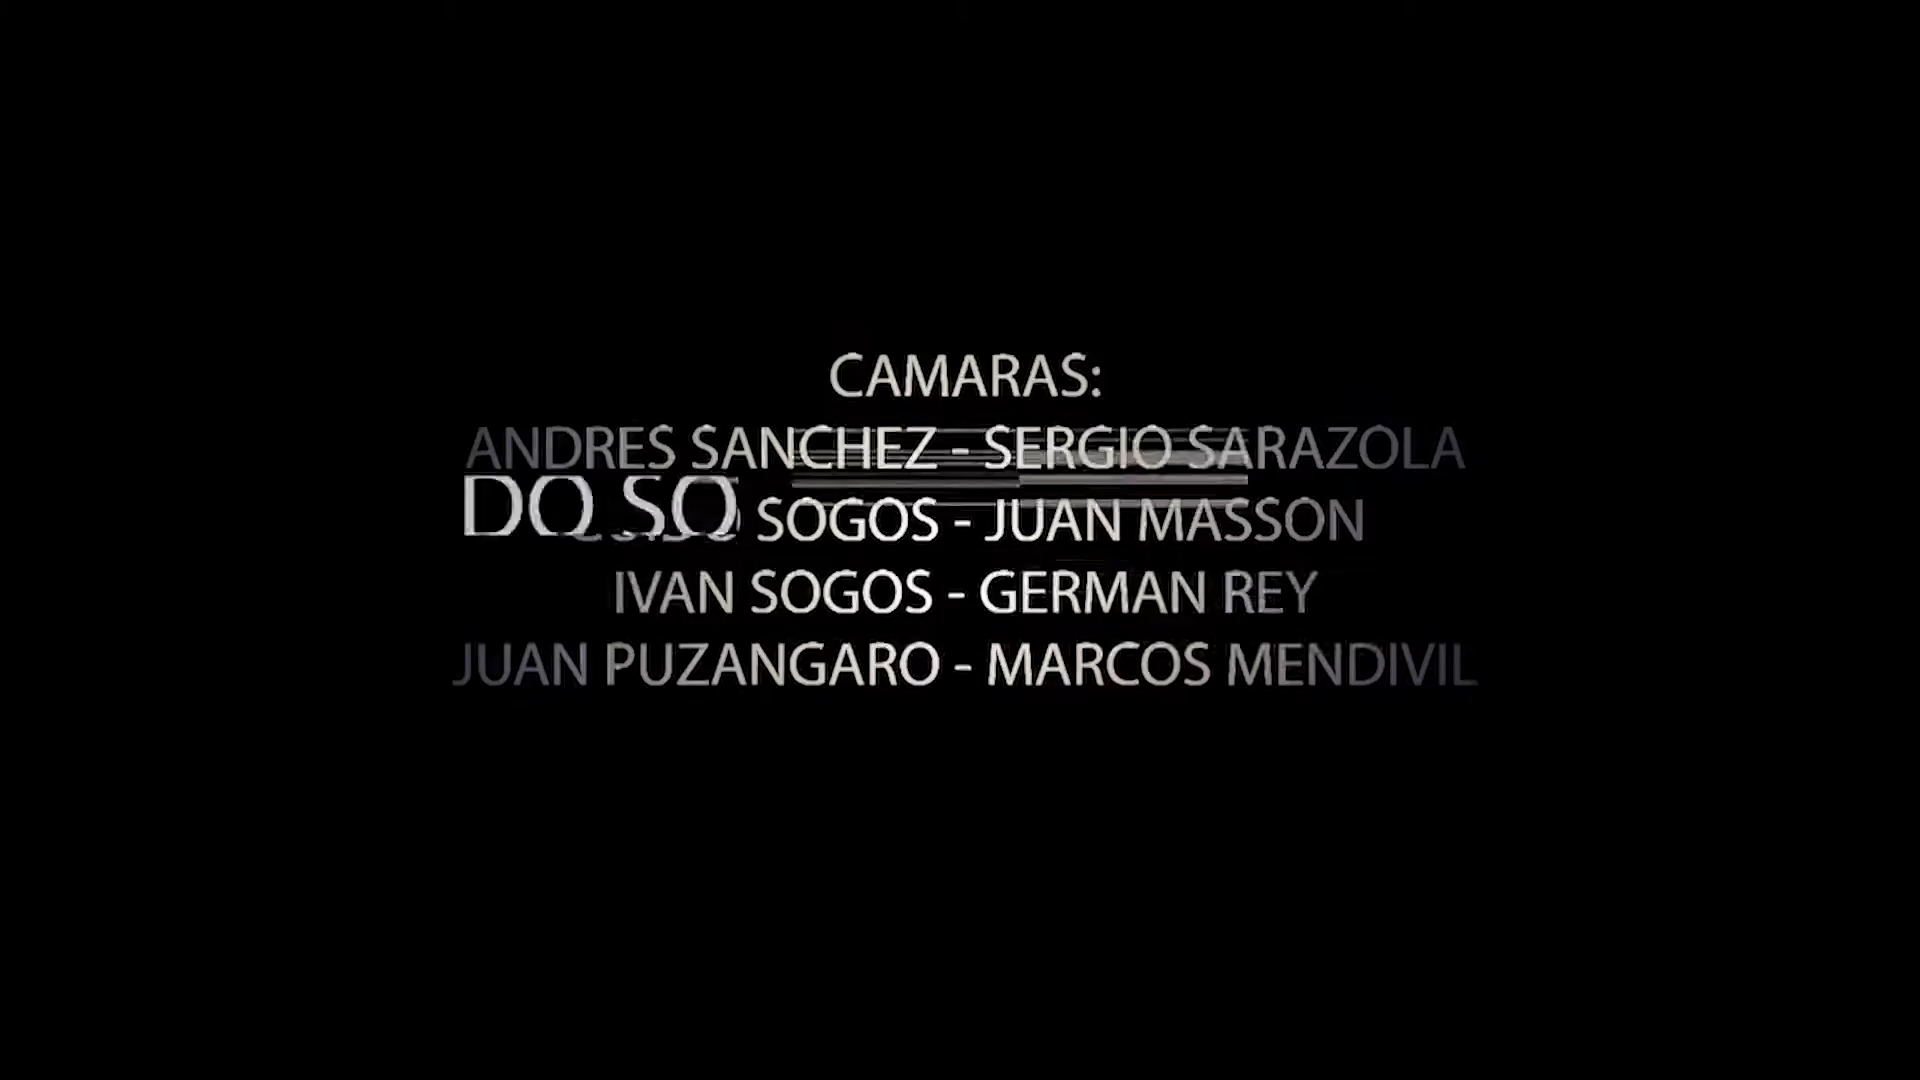 CAMARAS:
ANDRES SANCHEZ - SERGIO SARAZOLA
DO SO SOGOS - JUAN MASSON
IVAN SOGOS - GERMAN REY
JUAN PUZANGARO - MARCOS MENDIVIL